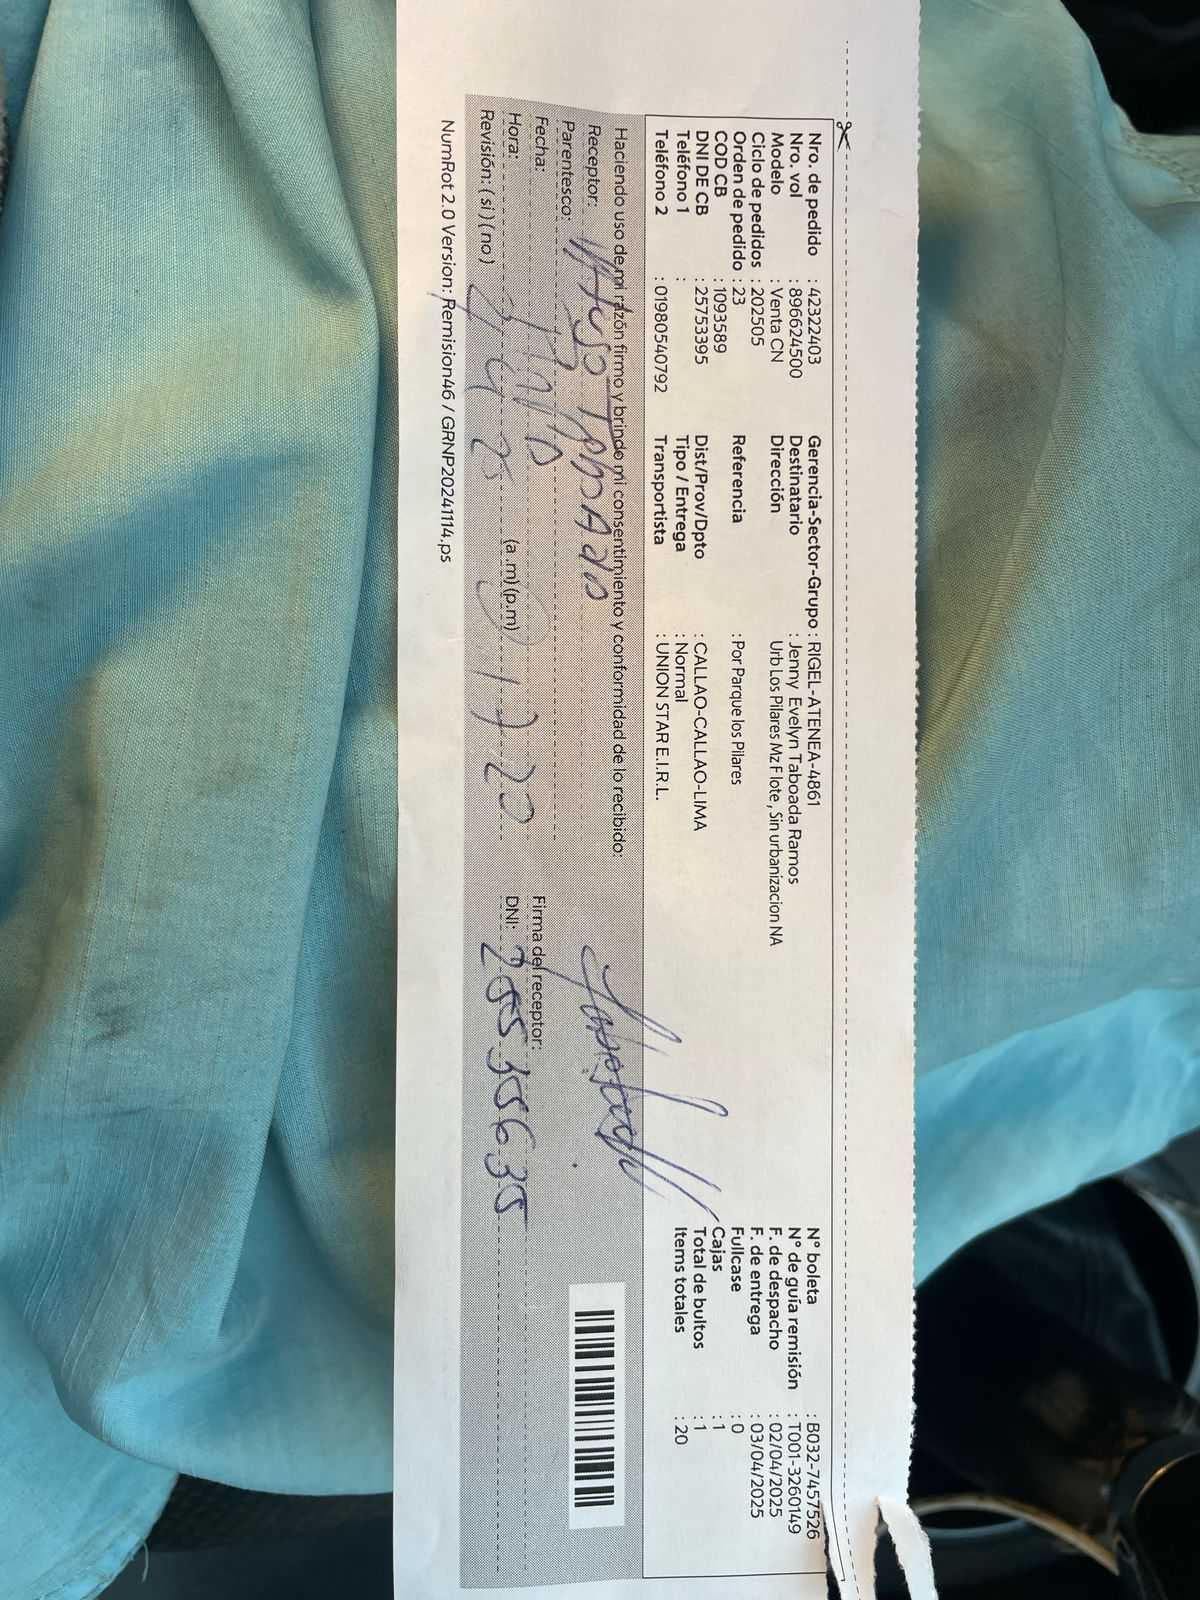 Nro. de pedido : 42322403
Nro. vol : 896624500
Modelo : Venta CN
Ciclo de pedidos : 202505
Orden de pedido : 23
COD CB : 1093589
DNI DE CB : 25753395
Teléfono 1 :
Teléfono 2 : 01980540792
Gerencia-Sector-Grupo : RIGEL-ATENEA-4861
Destinatario : Jenny Evelyn Taboada Ramos
Dirección Urb Los Pilares Mz F lote , Sin urbanizacion NA
Referencia : Por Parque los Pilares
Dist/Prov/Dpto : CALLAO-CALLAO-LIMA
Tipo / Entrega : Normal
Transportista : UNION STAR E.I.R.L.
N° boleta : B032-7457526
N° de guía remisión : T001-3260149
F. de despacho : 02/04/2025
F. de entrega : 03/04/2025
Fullcase : 0
Cajas : 1
Total de bultos : 1
Items totales : 20
Haciendo uso de mi razón firmo y brindo mi consentimiento y conformidad de lo recibido:
Receptor: Taboada
Parentesco:
Fecha:
Hora: (a.m)(p.m) 17 20
Revisión: (si) (no)
Firma del receptor:
DNI: 25535635
NumRot 2.0 Version: Remision46 / GRNP20241114.ps